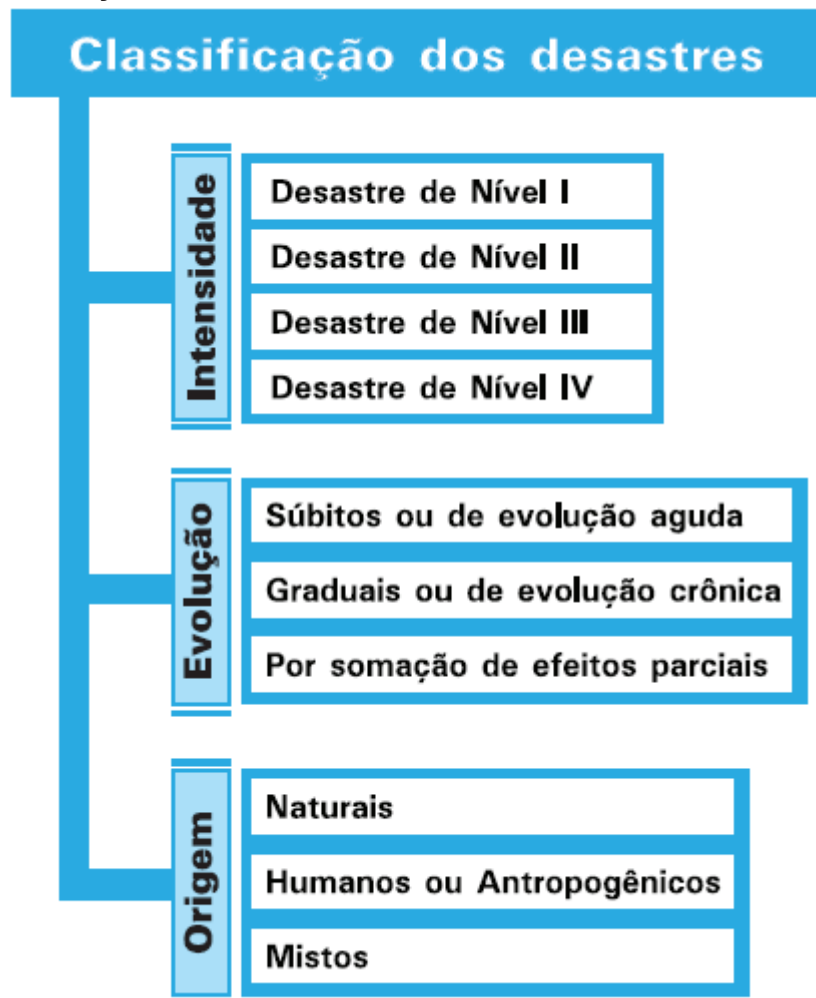 Classificação dos desastres
Intensidade
Desastre de Nível I
Desastre de Nível II
Desastre de Nível III
Desastre de Nível IV
Evolução
Súbitos ou de evolução aguda
Graduais ou de evolução crônica
Por somação de efeitos parciais
Origem
Naturais
Humanos ou Antropogênicos
Mistos